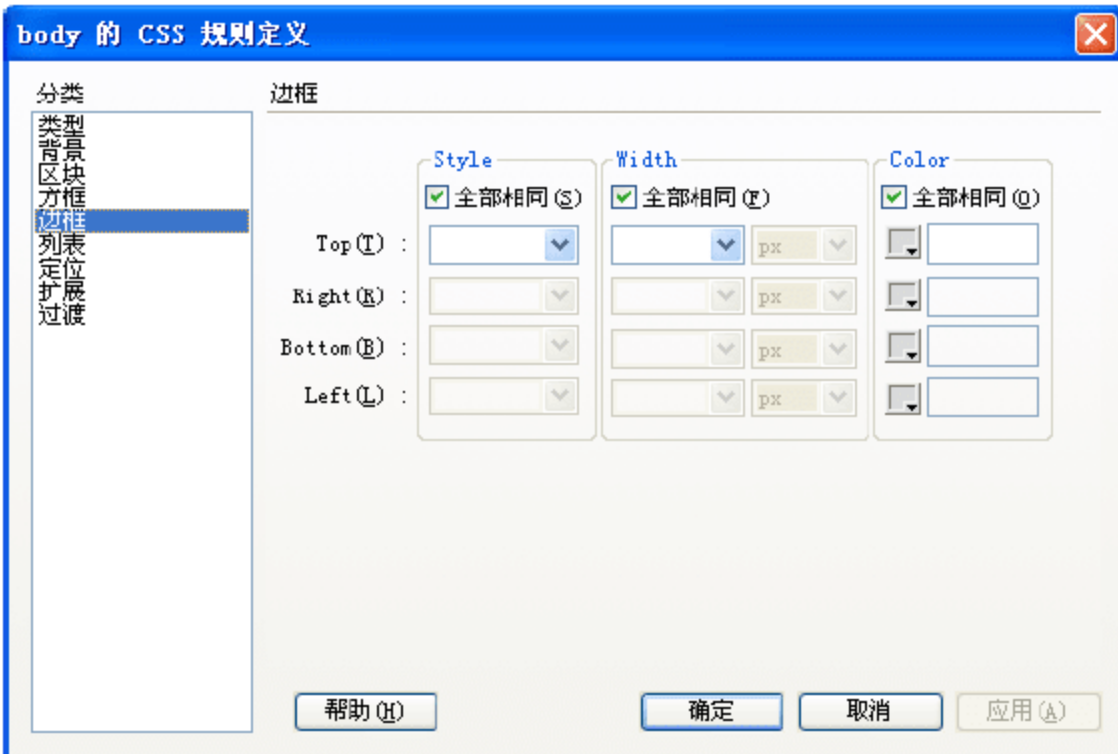 body 的 CSS 规则定义
分类
边框
类型
背景
区块
方框
边框
列表
定位
扩展
过渡
Style
Width
Color
全部相同(S)
全部相同(F)
全部相同(O)
Top(T) :
px
Right(R) :
px
Bottom(B) :
px
Left(L) :
px
帮助(H)
确定
取消
应用(A)